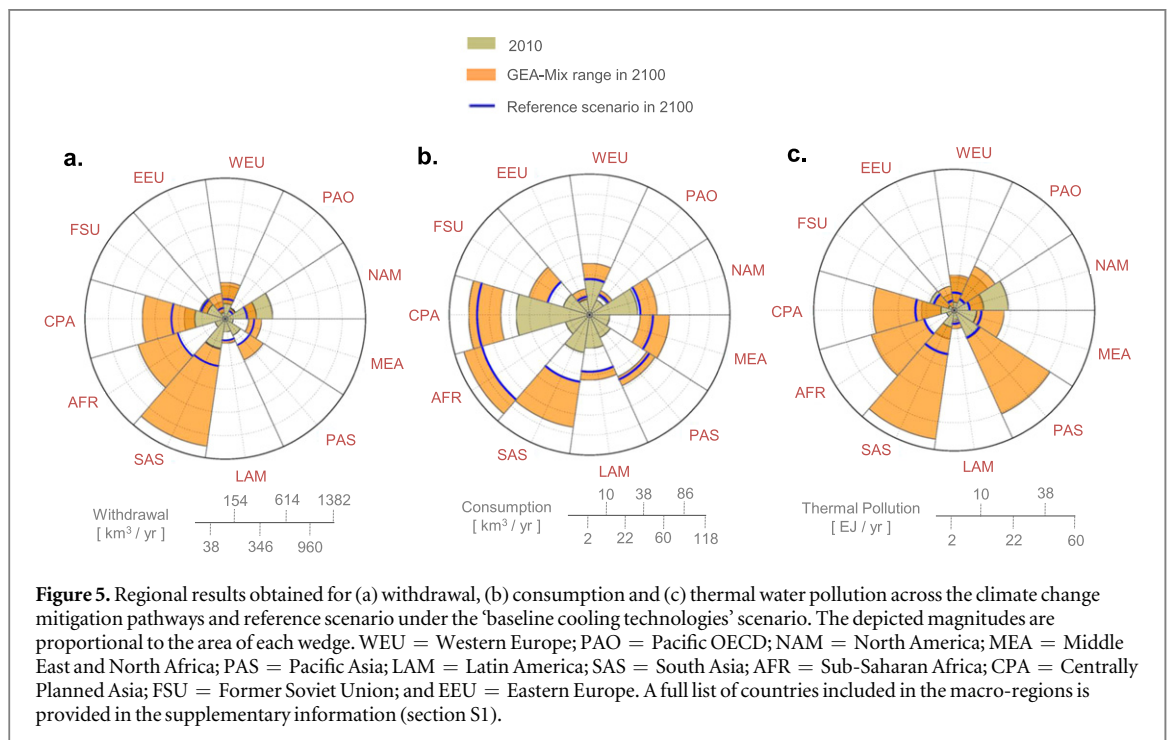 2010
GEA-Mix range in 2100
Reference scenario in 2100
a.
WEU
EEU
PAO
FSU
NAM
CPA
MEA
AFR
PAS
SAS
LAM
Withdrawal
[ km³ / yr ]
154 614 1382
38 346 960
b.
WEU
EEU
PAO
FSU
NAM
CPA
MEA
AFR
PAS
SAS
LAM
Consumption
[ km³ / yr ]
10 38 86
2 22 60 118
c.
WEU
EEU
PAO
FSU
NAM
CPA
MEA
AFR
PAS
SAS
LAM
Thermal Pollution
[ EJ / yr ]
10 38
2 22 60
Figure 5. Regional results obtained for (a) withdrawal, (b) consumption and (c) thermal water pollution across the climate change
mitigation pathways and reference scenario under the ‘baseline cooling technologies’ scenario. The depicted magnitudes are
proportional to the area of each wedge. WEU = Western Europe; PAO = Pacific OECD; NAM = North America; MEA = Middle
East and North Africa; PAS = Pacific Asia; LAM = Latin America; SAS = South Asia; AFR = Sub-Saharan Africa; CPA = Centrally
Planned Asia; FSU = Former Soviet Union; and EEU = Eastern Europe. A full list of countries included in the macro-regions is
provided in the supplementary information (section S1).